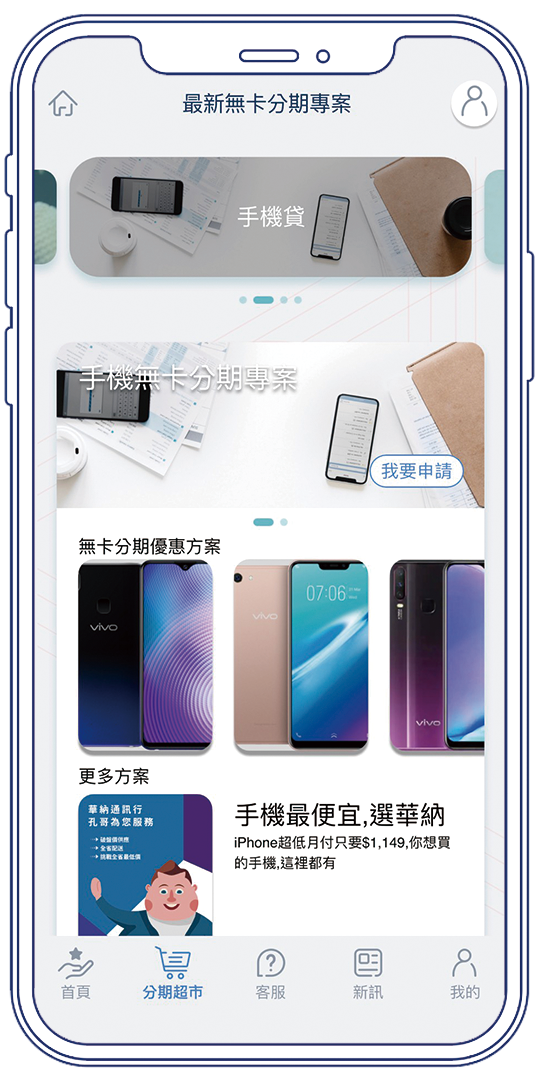 最新無卡分期專案
手機貸
手機無卡分期專案
我要申請
無卡分期優惠方案
vivo
vivo
07:06
vivo
更多方案
華納通訊行
孔哥為您服務
→破盤價供應
→全省配送
→挑戰全省最低價
手機最便宜,選華納
iPhone超低月付只要$1,149,你想買
的手機,這裡都有
首頁
分期超市
客服
新訊
我的